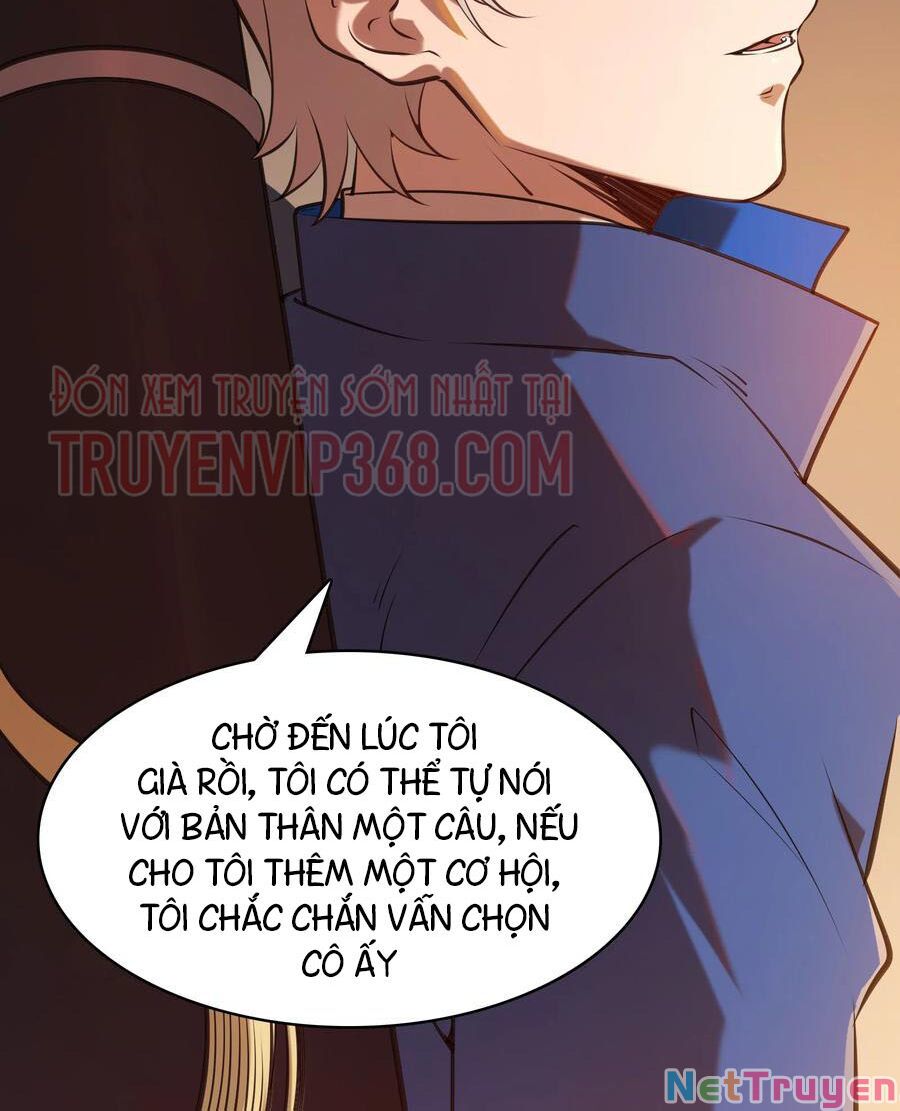 ĐÓN XEM TRUYỆN SỚM NHẤT TẠI
TRUYENVIP368.COM
CHỜ ĐẾN LÚC TÔI
GIÀ RỒI, TÔI CÓ THỂ TỰ NÓI
VỚI BẢN THÂN MỘT CÂU, NẾU
CHO TÔI THÊM MỘT CƠ HỘI,
TÔI CHẮC CHẮN VẪN CHỌN
CÔ ẤY
NetTruyen